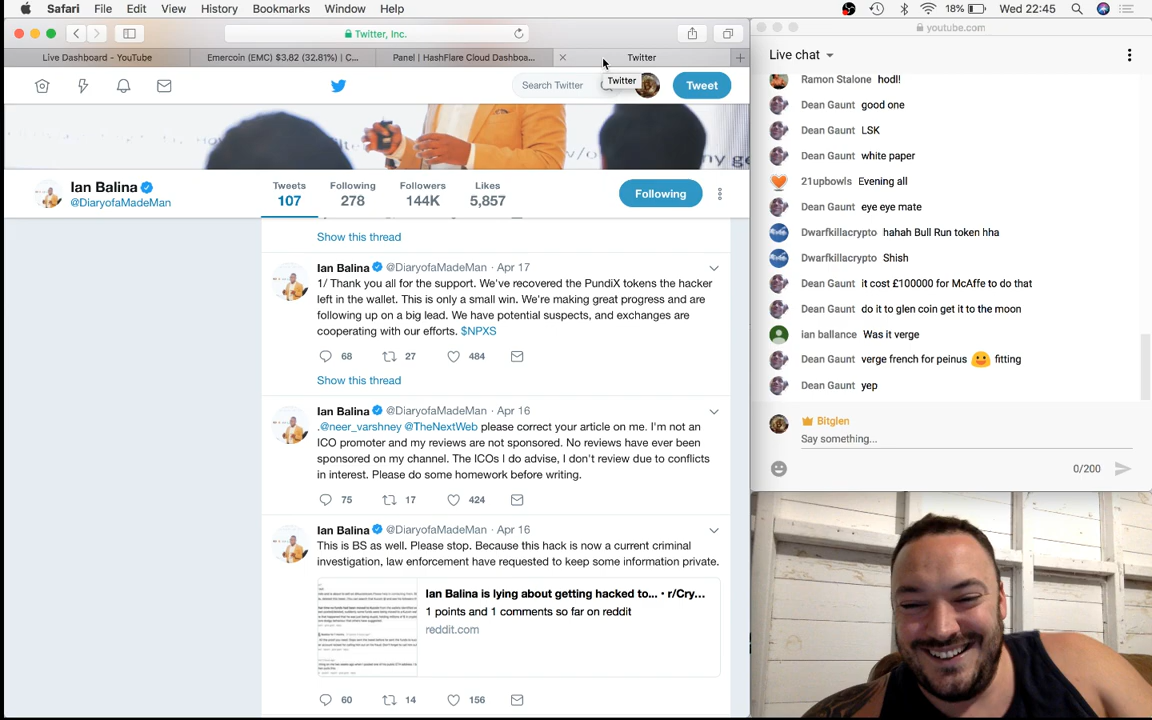 Safari File Edit View History Bookmarks Window Help 18% Wed 22:45
Twitter, Inc.
youtube.com
Live Dashboard - YouTube
Emercoin (EMC) $3.82 (32.81%) | C...
Panel | HashFlare Cloud Dashboa...
Twitter
Twitter
Search Twitter
Tweet
Ian Balina
@DiaryofaMadeMan
Tweets
107
Following
278
Followers
144K
Likes
5,857
Following
Show this thread
Ian Balina @DiaryofaMadeMan · Apr 17
1/ Thank you all for the support. We've recovered the PundiX tokens the hacker
left in the wallet. This is only a small win. We're making great progress and are
following up on a big lead. We have potential suspects, and exchanges are
cooperating with our efforts. $NPXS
68 27 484
Show this thread
Ian Balina @DiaryofaMadeMan · Apr 16
.@neer_varshney @TheNextWeb please correct your article on me. I'm not an
ICO promoter and my reviews are not sponsored. No reviews have ever been
sponsored on my channel. The ICOs I do advise, I don't review due to conflicts
in interest. Please do some homework before writing.
75 17 424
Ian Balina @DiaryofaMadeMan · Apr 16
This is BS as well. Please stop. Because this hack is now a current criminal
investigation, law enforcement have requested to keep some information private.
Ian Balina is lying about getting hacked to... • r/Cry...
1 points and 1 comments so far on reddit
reddit.com
60 14 156
Live chat
Ramon Stalone hodl!
Dean Gaunt good one
Dean Gaunt LSK
Dean Gaunt white paper
21upbowls Evening all
Dean Gaunt eye eye mate
Dwarfkillacrypto hahah Bull Run token hha
Dwarfkillacrypto Shish
Dean Gaunt it cost £100000 for McAffe to do that
Dean Gaunt do it to glen coin get it to the moon
ian ballance Was it verge
Dean Gaunt verge french for peinus fitting
Dean Gaunt yep
Bitglen
Say something...
0/200